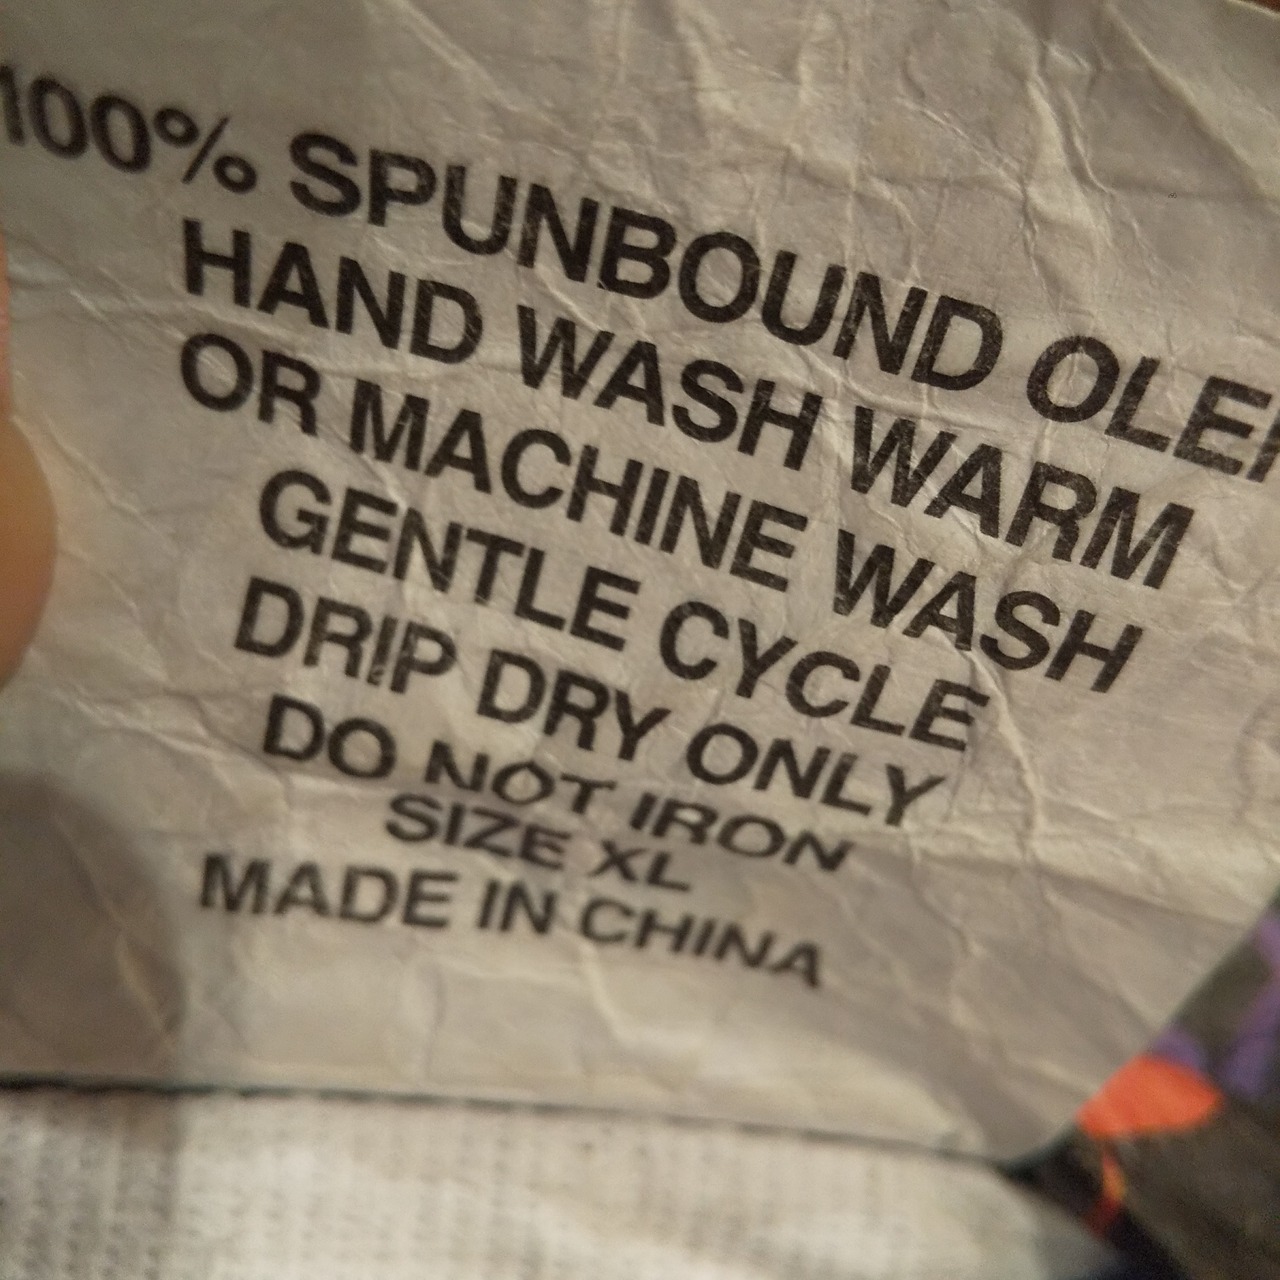 100% SPUNBOUND
HAND WASH WARM
OR MACHINE WASH
GENTLE CYCLE
DRIP DRY ONLY
DO NOT IRON
SIZE XL
MADE IN CHINA